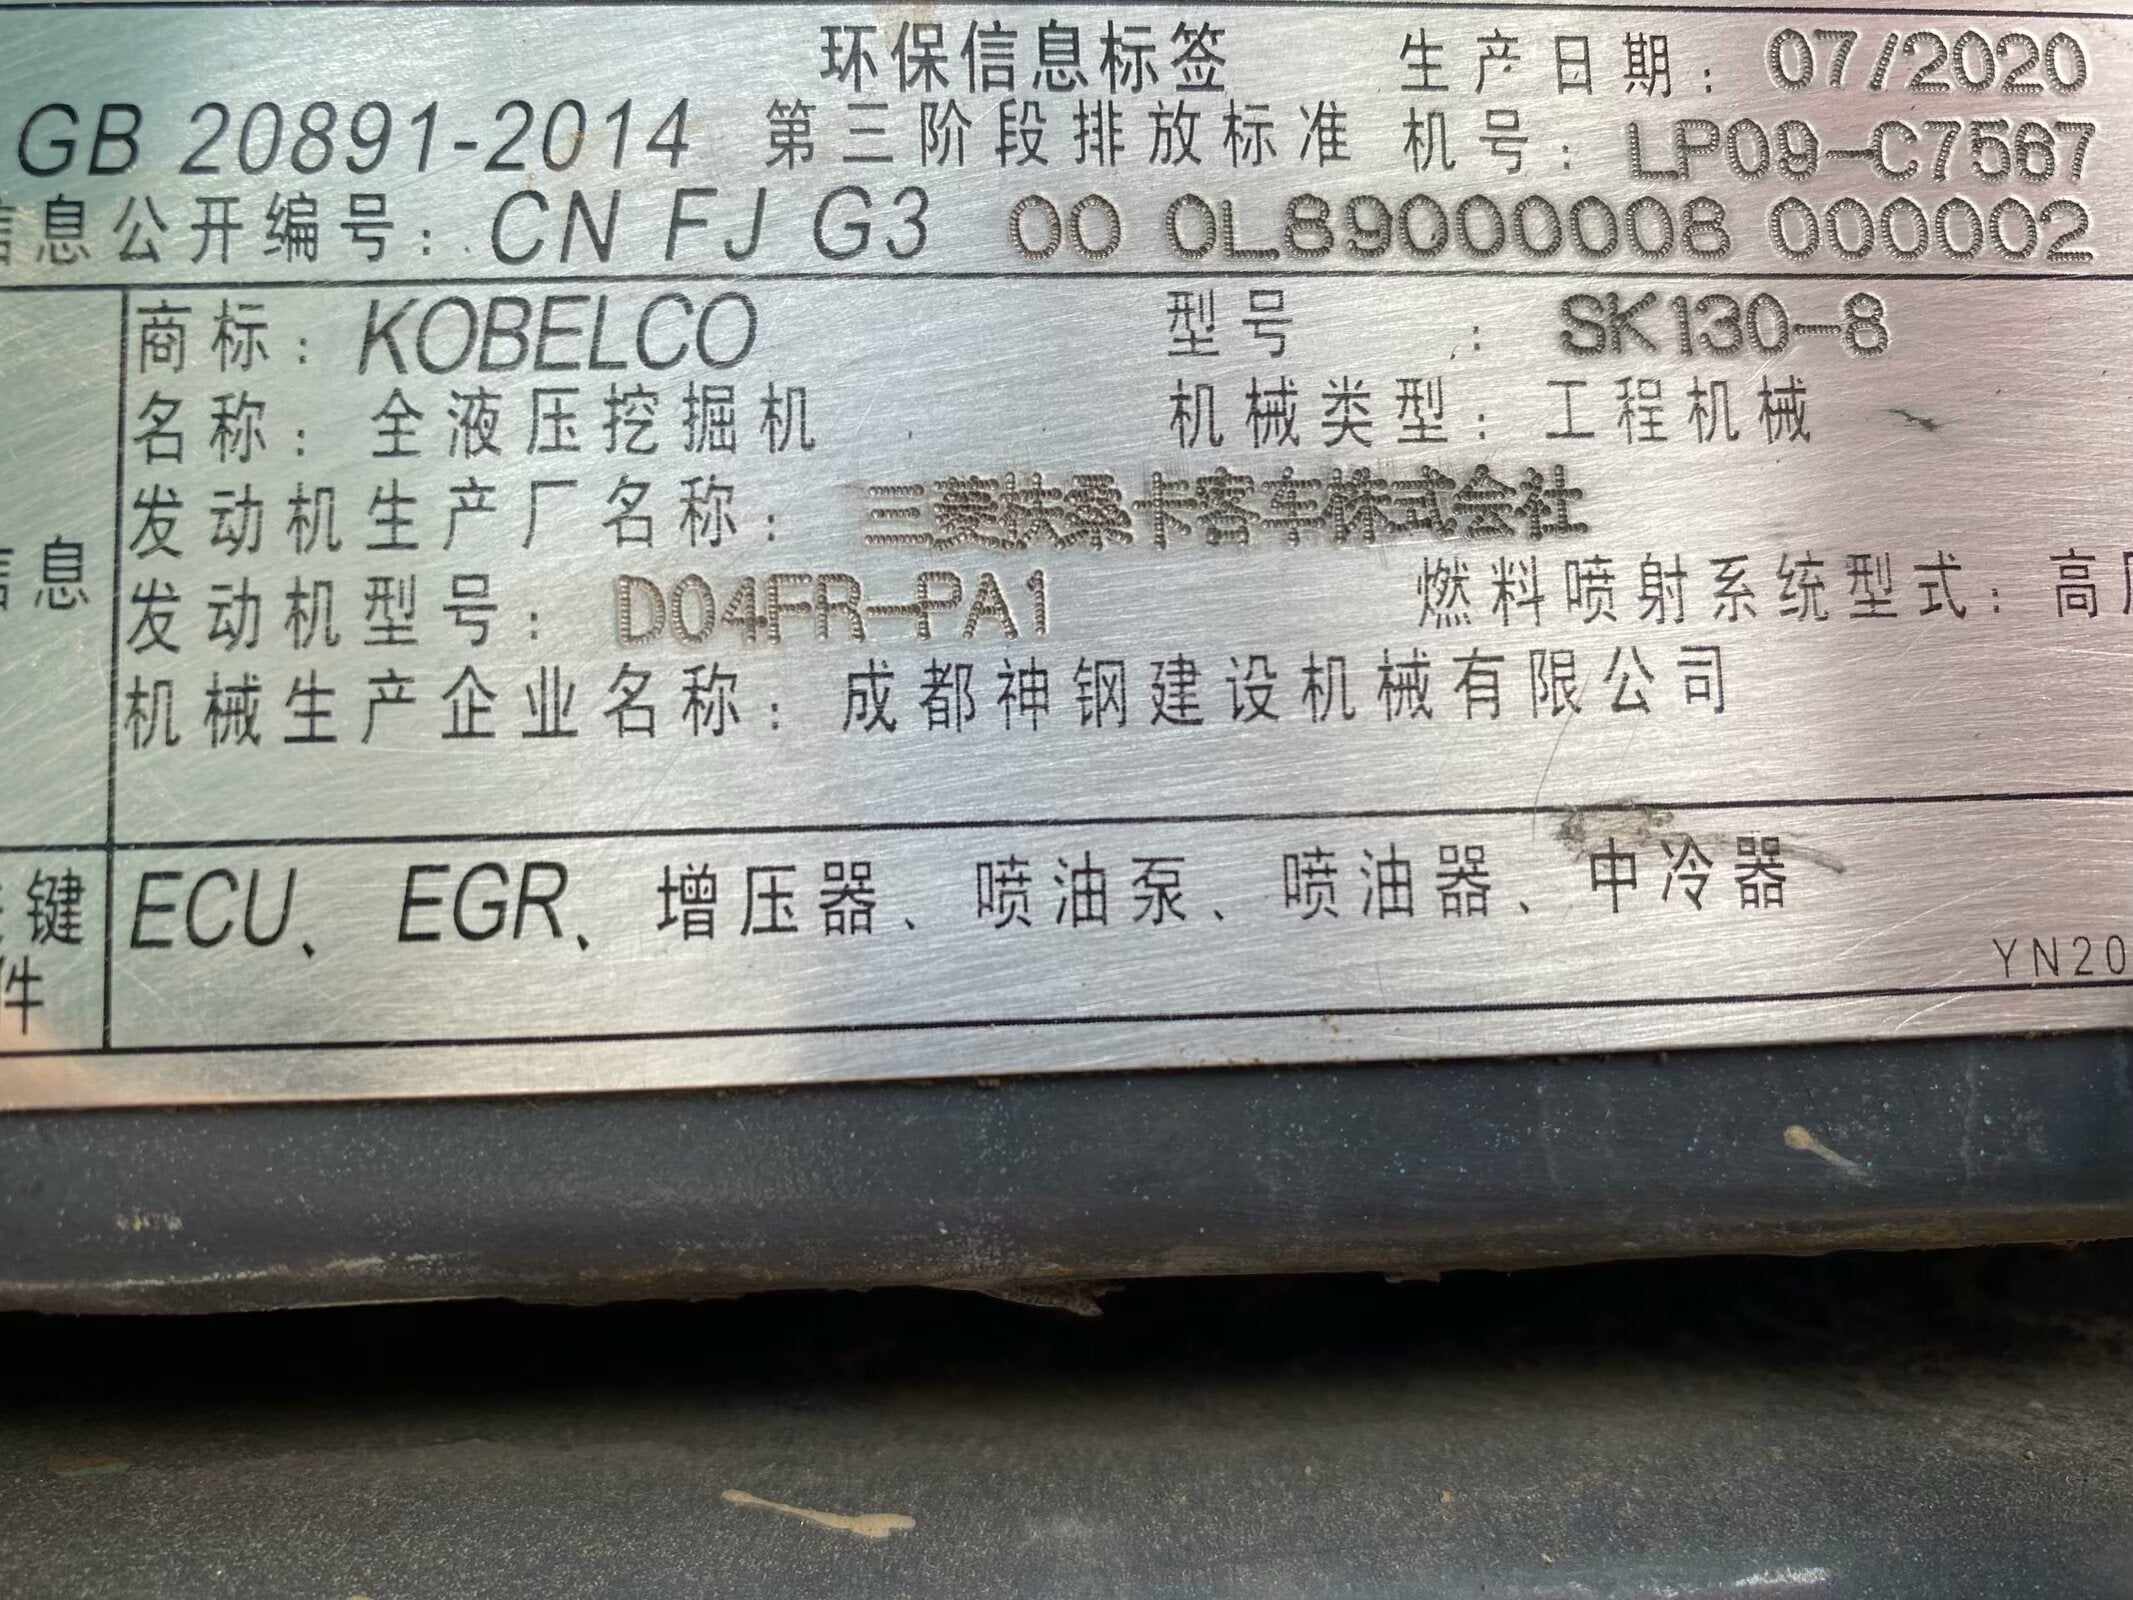 环保信息标签 生产日期: 07/2020
GB 20891-2014 第三阶段排放标准 机号: LP09-C7567
信息公开编号: CN FJ G3 00 0L89000008 000002
商标: KOBELCO 型号 : SK130-8
名称: 全液压挖掘机 机械类型: 工程机械
发动机生产厂名称: 三菱扶桑卡客车株式会社
信息
发动机型号: D04FR-PA1 燃料喷射系统型式: 高
机械生产企业名称: 成都神钢建设机械有限公司
键 ECU、EGR、增压器、喷油泵、喷油器、中冷器
件
YN20